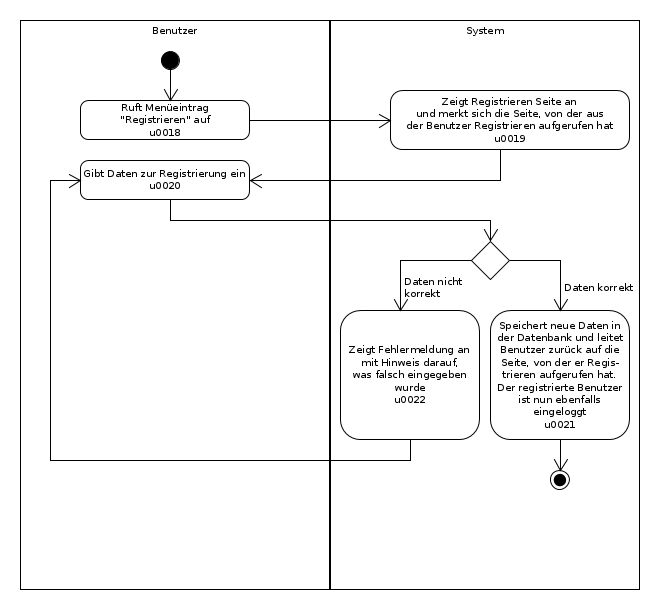 Benutzer
System
Ruft Menüeintrag
"Registrieren" auf
u0018
Zeigt Registrieren Seite an
und merkt sich die Seite, von der aus
der Benutzer Registrieren aufgerufen hat
u0019
Gibt Daten zur Registrierung ein
u0020
Daten nicht
korrekt
Daten korrekt
Zeigt Fehlermeldung an
mit Hinweis darauf,
was falsch eingegeben
wurde
u0022
Speichert neue Daten in
der Datenbank und leitet
Benutzer zurück auf die
Seite, von der er Regis-
trieren aufgerufen hat.
Der registrierte Benutzer
ist nun ebenfalls
eingeloggt
u0021